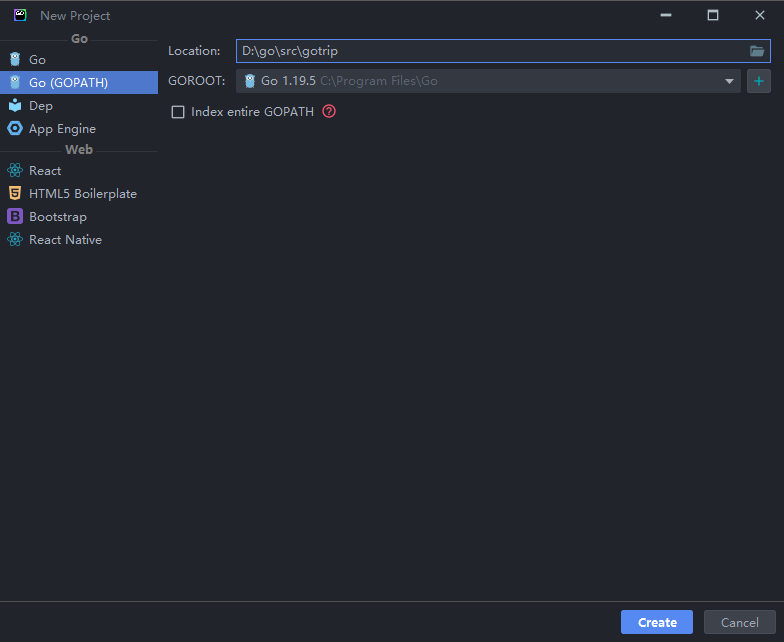 New Project
Go
Go
Go (GOPATH)
Dep
App Engine
Web
React
HTML5 Boilerplate
Bootstrap
React Native
Location: D:\go\src\gotrip
GOROOT: Go 1.19.5 C:\Program Files\Go
Index entire GOPATH ?
Create Cancel